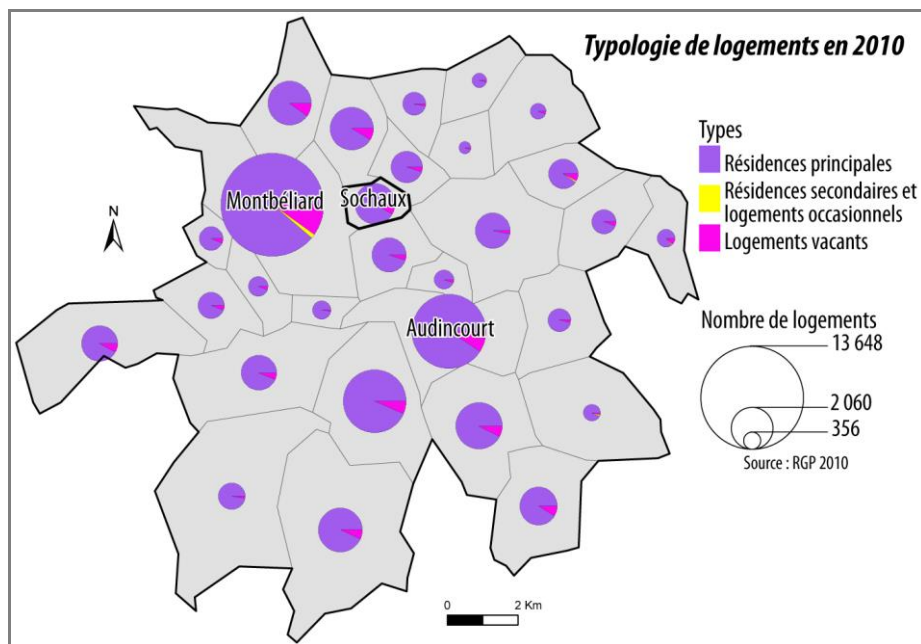 Typologie de logements en 2010
Types
Résidences principales
Résidences secondaires et
logements occasionnels
Logements vacants
Montbéliard
Sochaux
N
Audincourt
Nombre de logements
13 648
2 060
356
Source : RGP 2010
0 2 Km